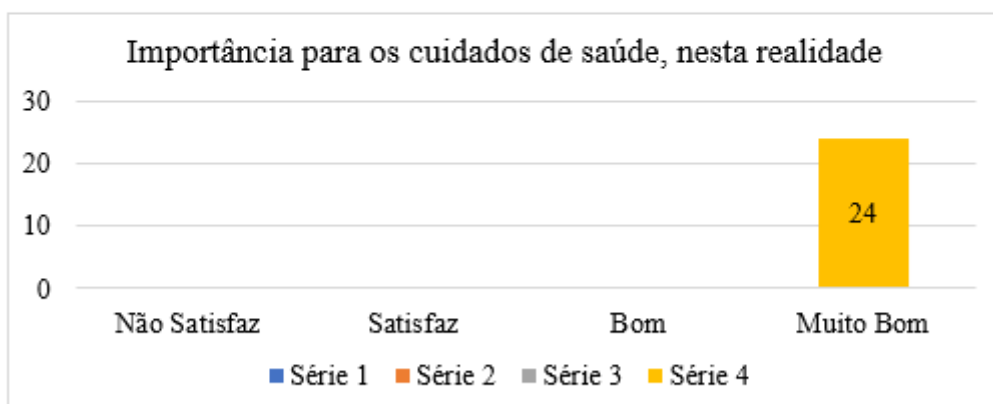 Importância para os cuidados de saúde, nesta realidade
30
20
10
0
24
Não Satisfaz Satisfaz Bom Muito Bom
Série 1 Série 2 Série 3 Série 4